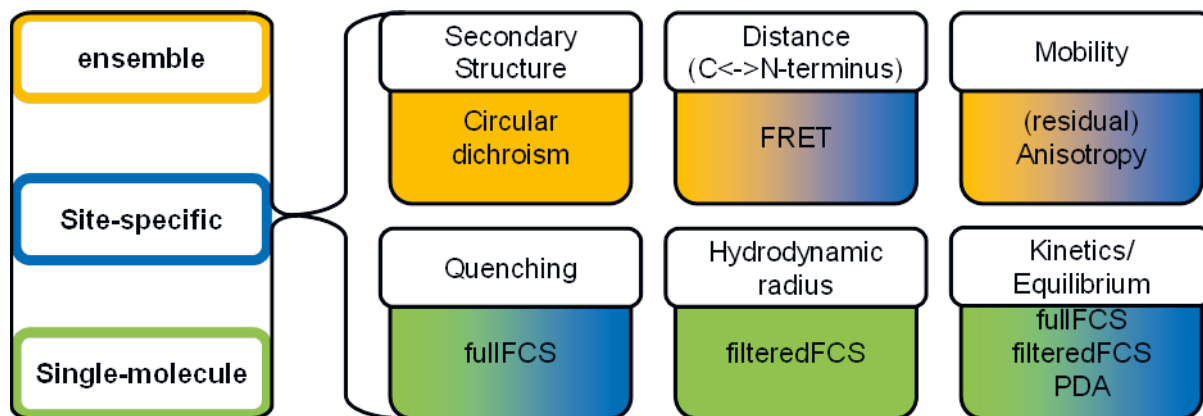 ensemble
Site-specific
Single-molecule
Secondary
Structure
Circular
dichroism
Distance
(C<->N-terminus)
FRET
Mobility
(residual)
Anisotropy
Quenching
fullFCS
Hydrodynamic
radius
filteredFCS
Kinetics/
Equilibrium
fullFCS
filteredFCS
PDA